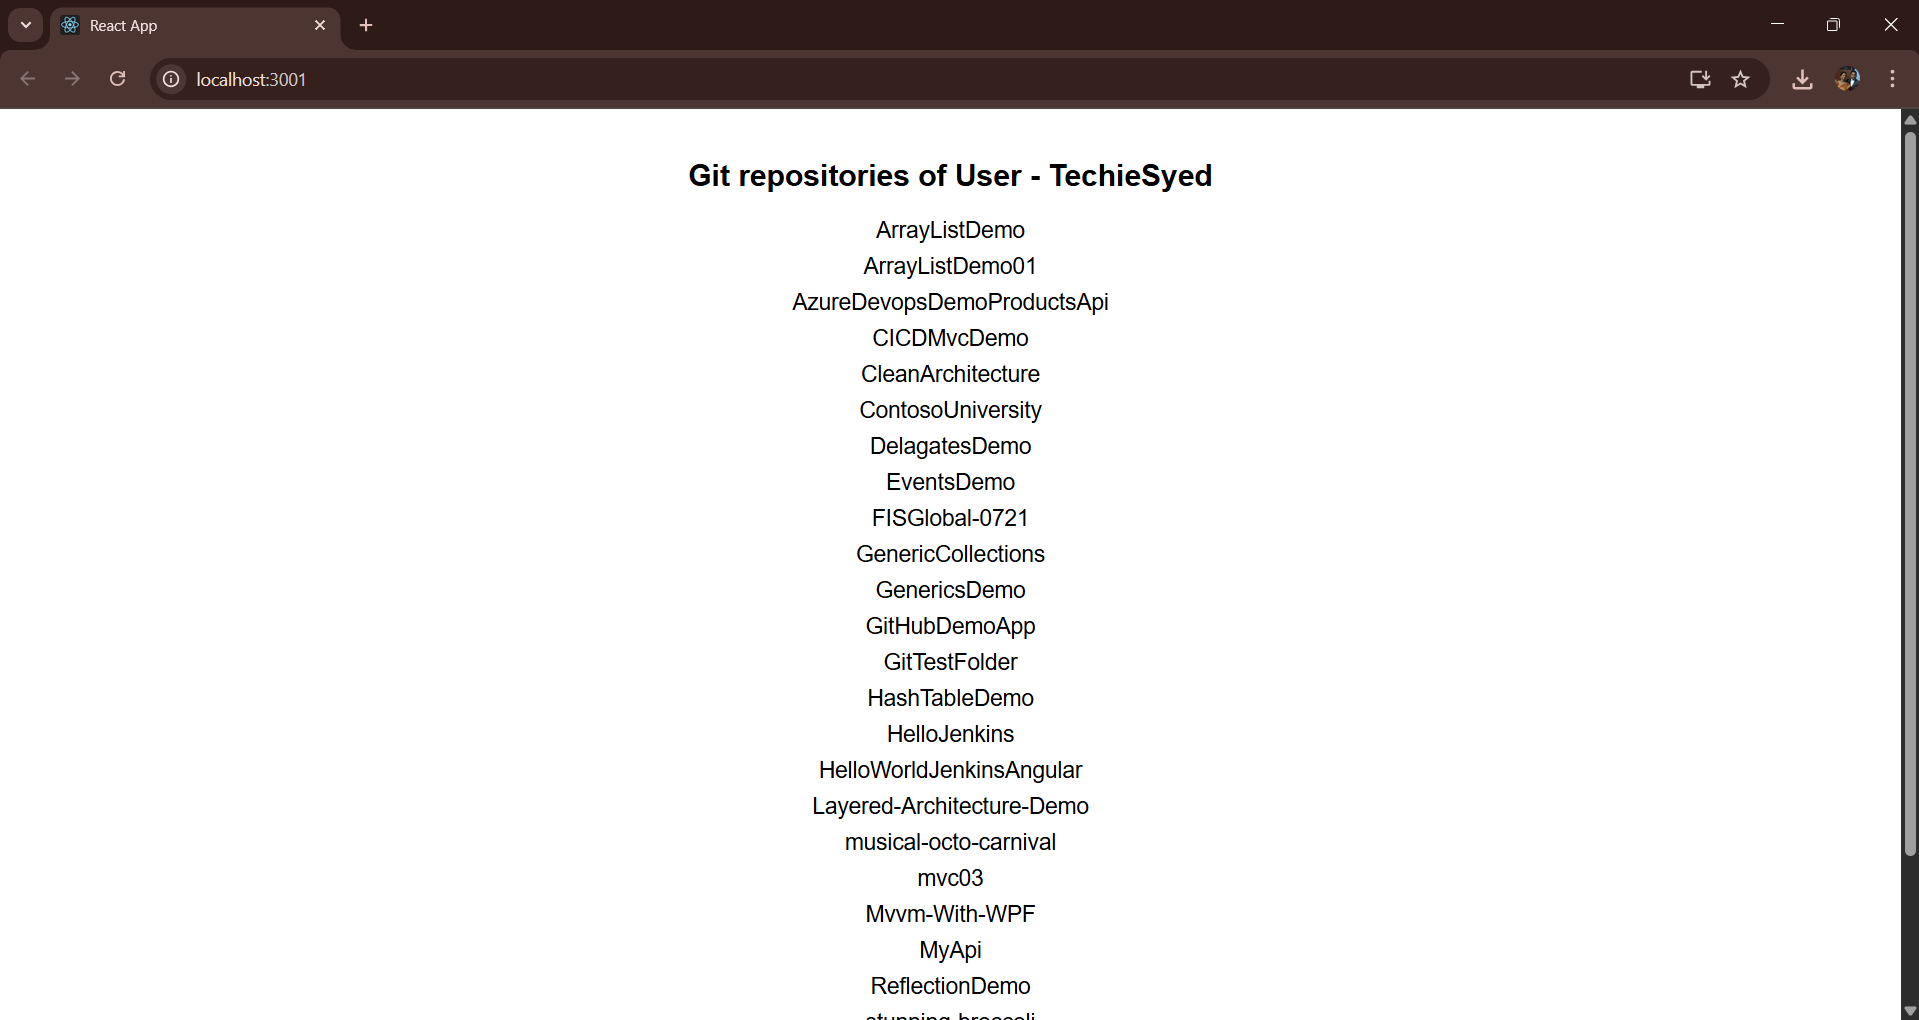 React App
localhost:3001
Git repositories of User - TechieSyed
ArrayListDemo
ArrayListDemo01
AzureDevopsDemoProductsApi
CICDMvcDemo
CleanArchitecture
ContosoUniversity
DelagatesDemo
EventsDemo
FISGlobal-0721
GenericCollections
GenericsDemo
GitHubDemoApp
GitTestFolder
HashTableDemo
HelloJenkins
HelloWorldJenkinsAngular
Layered-Architecture-Demo
musical-octo-carnival
mvc03
Mvvm-With-WPF
MyApi
ReflectionDemo
stunning-broccoli